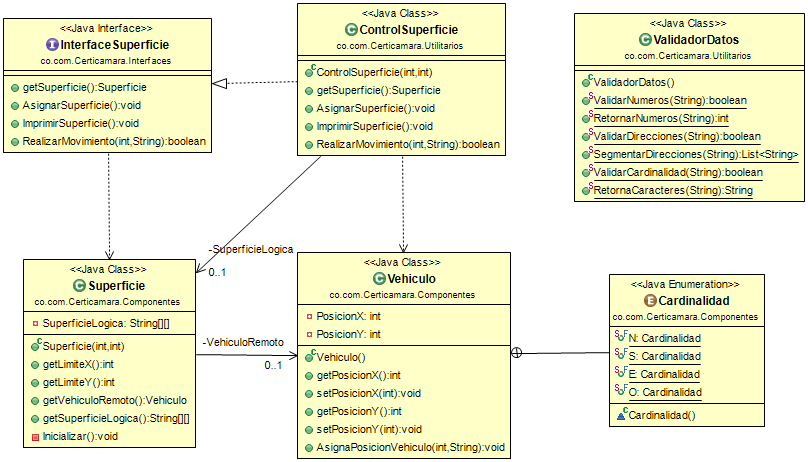 <<Java Interface>>
InterfaceSuperficie
co.com.Certicamara.Interfaces
getSuperficie():Superficie
AsignarSuperficie():void
ImprimirSuperficie():void
RealizarMovimiento(int,String):boolean
<<Java Class>>
ControlSuperficie
co.com.Certicamara.Utilitarios
ControlSuperficie(int,int)
getSuperficie():Superficie
AsignarSuperficie():void
ImprimirSuperficie():void
RealizarMovimiento(int,String):boolean
<<Java Class>>
ValidadorDatos
co.com.Certicamara.Utilitarios
ValidadorDatos()
ValidarNumeros(String):boolean
RetornarNumeros(String):int
ValidarDirecciones(String):boolean
SegmentarDirecciones(String):List<String>
ValidarCardinalidad(String):boolean
RetornaCaracteres(String):String
-SuperficieLogica
0..1
<<Java Class>>
Superficie
co.com.Certicamara.Componentes
SuperficieLogica: String[][]
Superficie(int,int)
getLimiteX():int
getLimiteY():int
getVehiculoRemoto():Vehiculo
getSuperficieLogica():String[][]
Inicializar():void
-VehiculoRemoto
0..1
<<Java Class>>
Vehiculo
co.com.Certicamara.Componentes
PosicionX: int
PosicionY: int
Vehiculo()
getPosicionX():int
setPosicionX(int):void
getPosicionY():int
setPosicionY(int):void
AsignaPosicionVehiculo(int,String):void
<<Java Enumeration>>
Cardinalidad
co.com.Certicamara.Componentes
N: Cardinalidad
S: Cardinalidad
E: Cardinalidad
O: Cardinalidad
Cardinalidad()